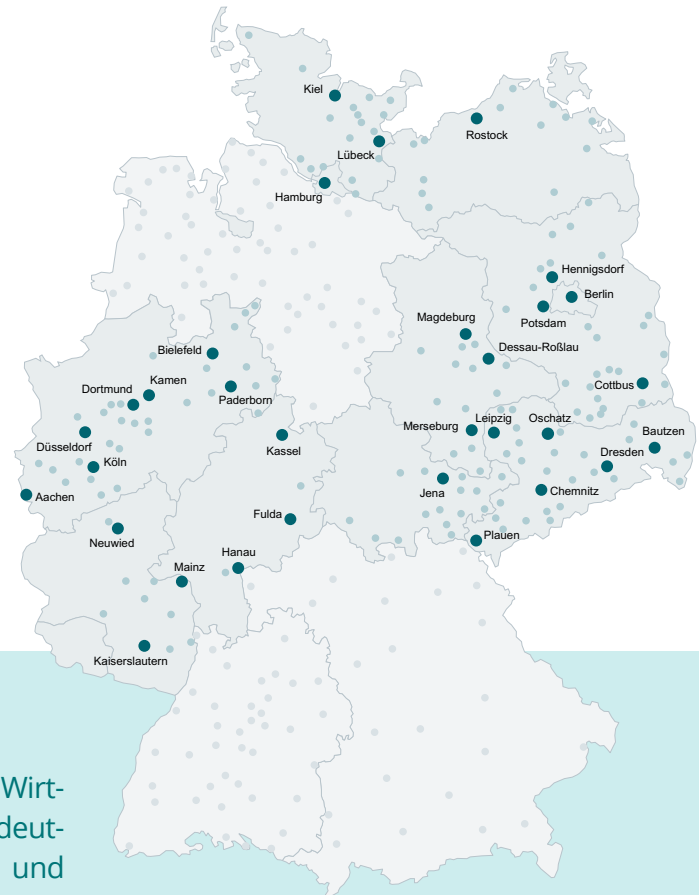 Kiel
Rostock
Lübeck
Hamburg
Hennigsdorf
Berlin
Potsdam
Magdeburg
Dessau-Roßlau
Bielefeld
Kamen
Dortmund
Paderborn
Cottbus
Merseburg
Leipzig
Oschatz
Bautzen
Düsseldorf
Kassel
Dresden
Köln
Aachen
Jena
Chemnitz
Fulda
Plauen
Neuwied
Hanau
Mainz
Kaiserslautern
Wirt-
deut-
und